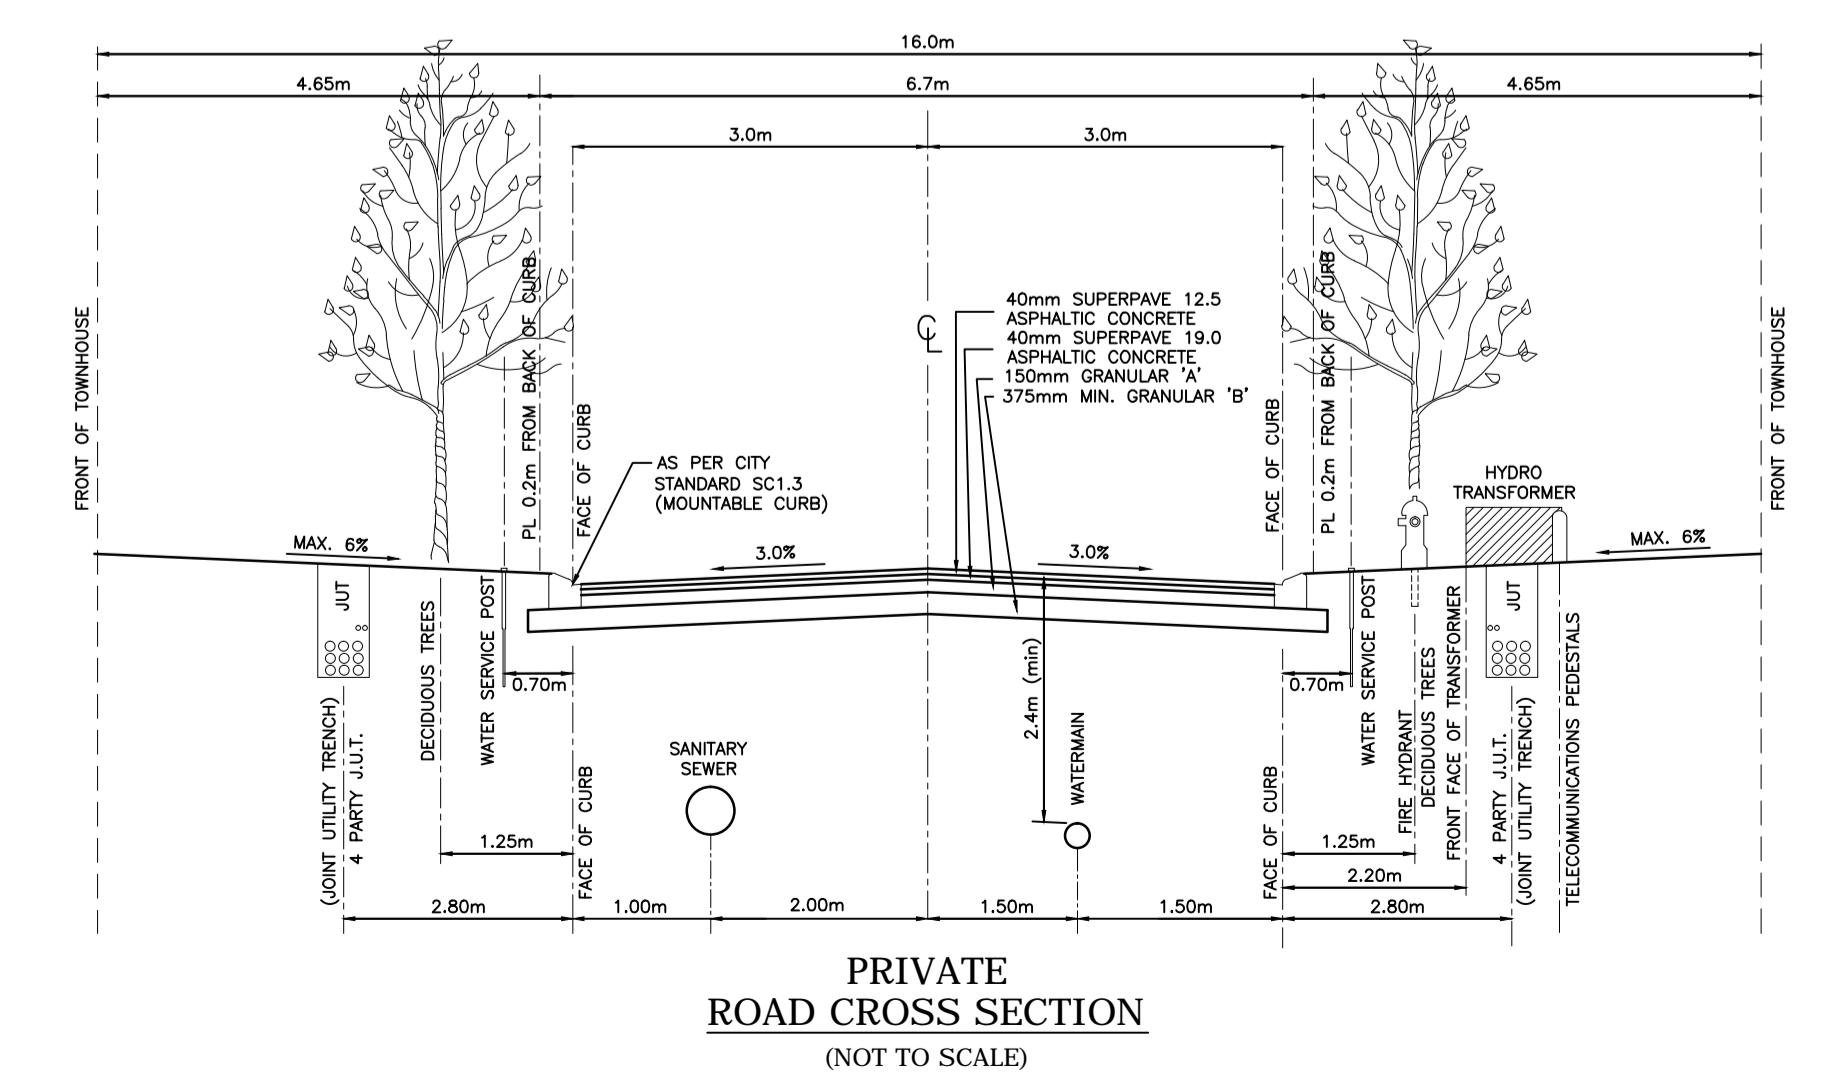 16.0m
4.65m
6.7m
4.65m
3.0m
3.0m
FRONT OF TOWNHOUSE
PL 0.2m FROM BACK OF CURB
FACE OF CURB
CL
40mm SUPERPAVE 12.5
ASPHALTIC CONCRETE
40mm SUPERPAVE 19.0
ASPHALTIC CONCRETE
150mm GRANULAR 'A'
375mm MIN. GRANULAR 'B'
FACE OF CURB
PL 0.2m FROM BACK OF CURB
FRONT OF TOWNHOUSE
AS PER CITY
STANDARD SC1.3
(MOUNTABLE CURB)
HYDRO
TRANSFORMER
MAX. 6%
3.0%
3.0%
MAX. 6%
JUT
DECIDUOUS TREES
WATER SERVICE POST
0.70m
2.4m (min)
0.70m
WATER SERVICE POST
JUT
(JOINT UTILITY TRENCH)
4 PARTY J.U.T.
SANITARY
SEWER
WATERMAIN
FIRE HYDRANT
DECIDUOUS TREES
FRONT FACE OF TRANSFORMER
4 PARTY J.U.T.
(JOINT UTILITY TRENCH)
TELECOMMUNICATIONS PEDESTALS
FACE OF CURB
FACE OF CURB
1.25m
1.25m
2.20m
2.80m
1.00m
2.00m
1.50m
1.50m
2.80m
PRIVATE
ROAD CROSS SECTION
(NOT TO SCALE)